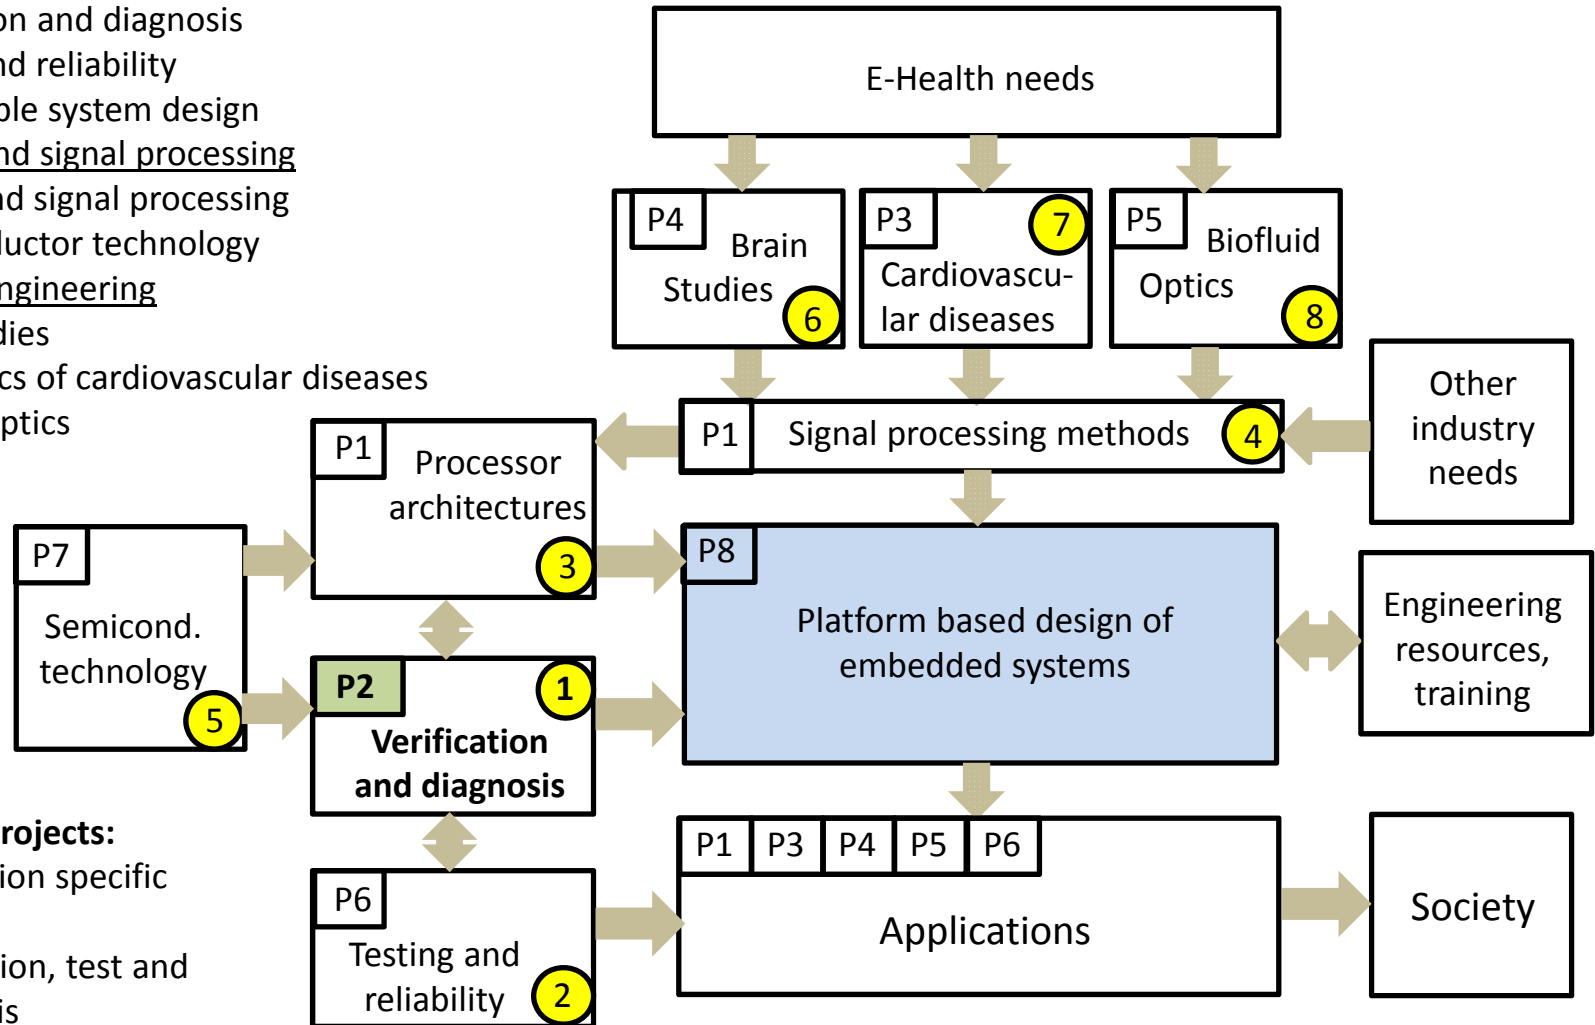 on and diagnosis
nd reliability
ble system design
nd signal processing
nd signal processing
ductor technology
ngineering
dies
cs of cardiovascular diseases
ptics
E-Health needs
P4
Brain
Studies
6
P3
7
Cardiovascu-
lar diseases
P5
Biofluid
Optics
8
P1
Signal processing methods
4
Other
industry
needs
P1
Processor
architectures
3
P7
Semicond.
technology
5
P8
Platform based design of
embedded systems
Engineering
resources,
training
P2
1
Verification
and diagnosis
rojects:
ion specific
ion, test and
is
P6
Testing and
reliability
2
P1 P3 P4 P5 P6
Applications
Society